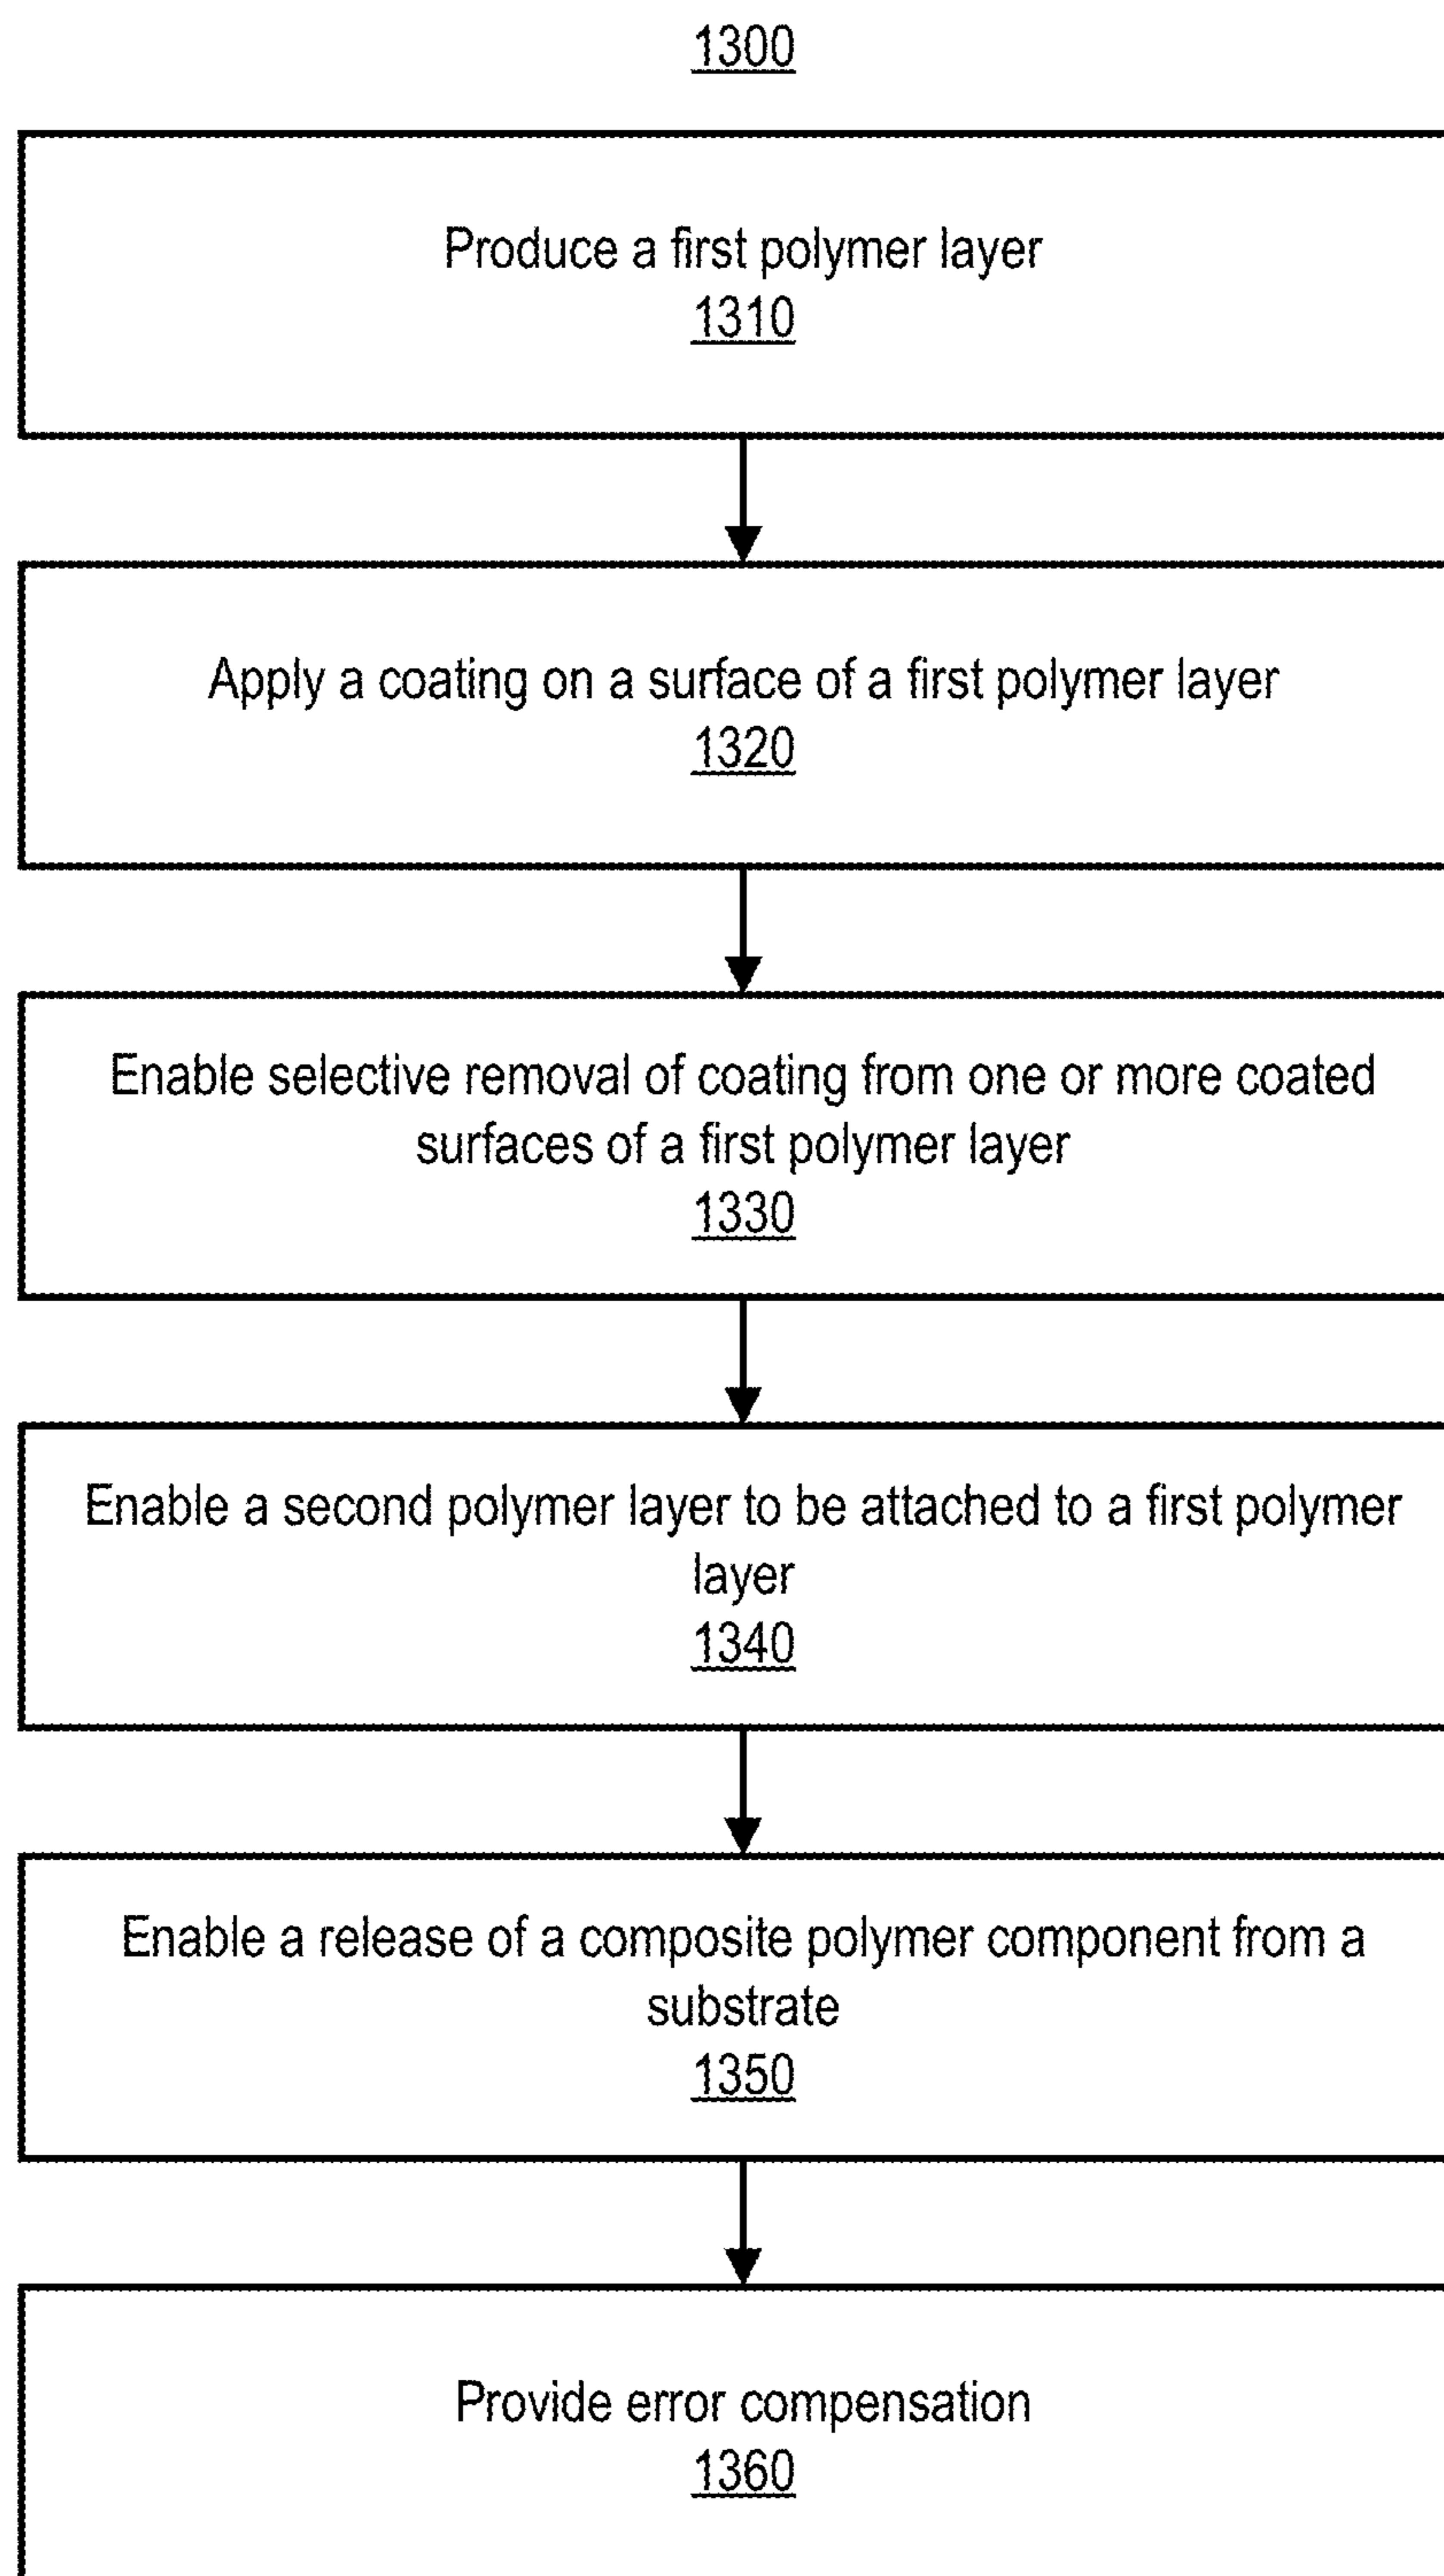 1300
Produce a first polymer layer
1310
Apply a coating on a surface of a first polymer layer
1320
Enable selective removal of coating from one or more coated
surfaces of a first polymer layer
1330
Enable a second polymer layer to be attached to a first polymer
layer
1340
Enable a release of a composite polymer component from a
substrate
1350
Provide error compensation
1360